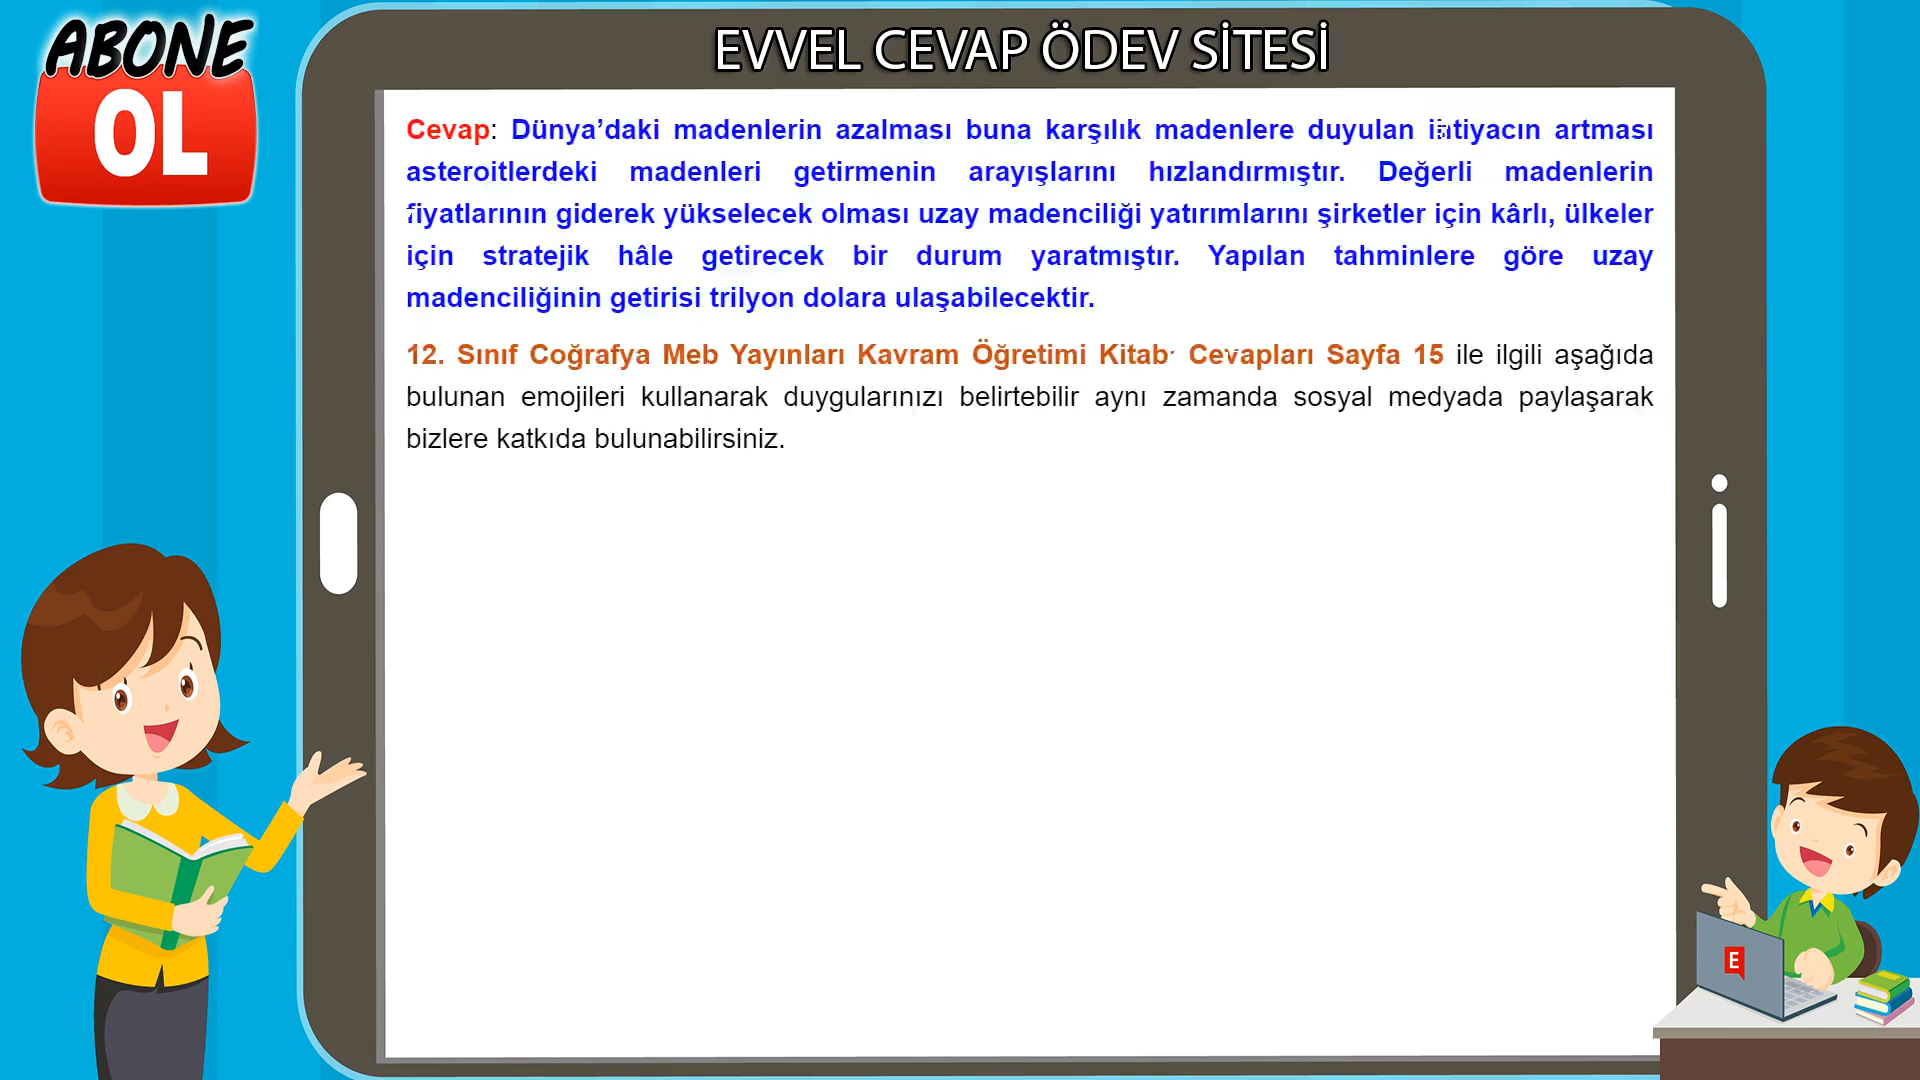 ABONE
OL
EVVEL CEVAP ÖDEV SİTESİ
Cevap: Dünya’daki madenlerin azalması buna karşılık madenlere duyulan ihtiyacın artması
asteroitlerdeki madenleri getirmenin arayışlarını hızlandırmıştır. Değerli madenlerin
fiyatlarının giderek yükselecek olması uzay madenciliği yatırımlarını şirketler için kârlı, ülkeler
için stratejik hâle getirecek bir durum yaratmıştır. Yapılan tahminlere göre uzay
madenciliğinin getirisi trilyon dolara ulaşabilecektir.
12. Sınıf Coğrafya Meb Yayınları Kavram Öğretimi Kitabı Cevapları Sayfa 15 ile ilgili aşağıda
bulunan emojileri kullanarak duygularınızı belirtebilir aynı zamanda sosyal medyada paylaşarak
bizlere katkıda bulunabilirsiniz.
E